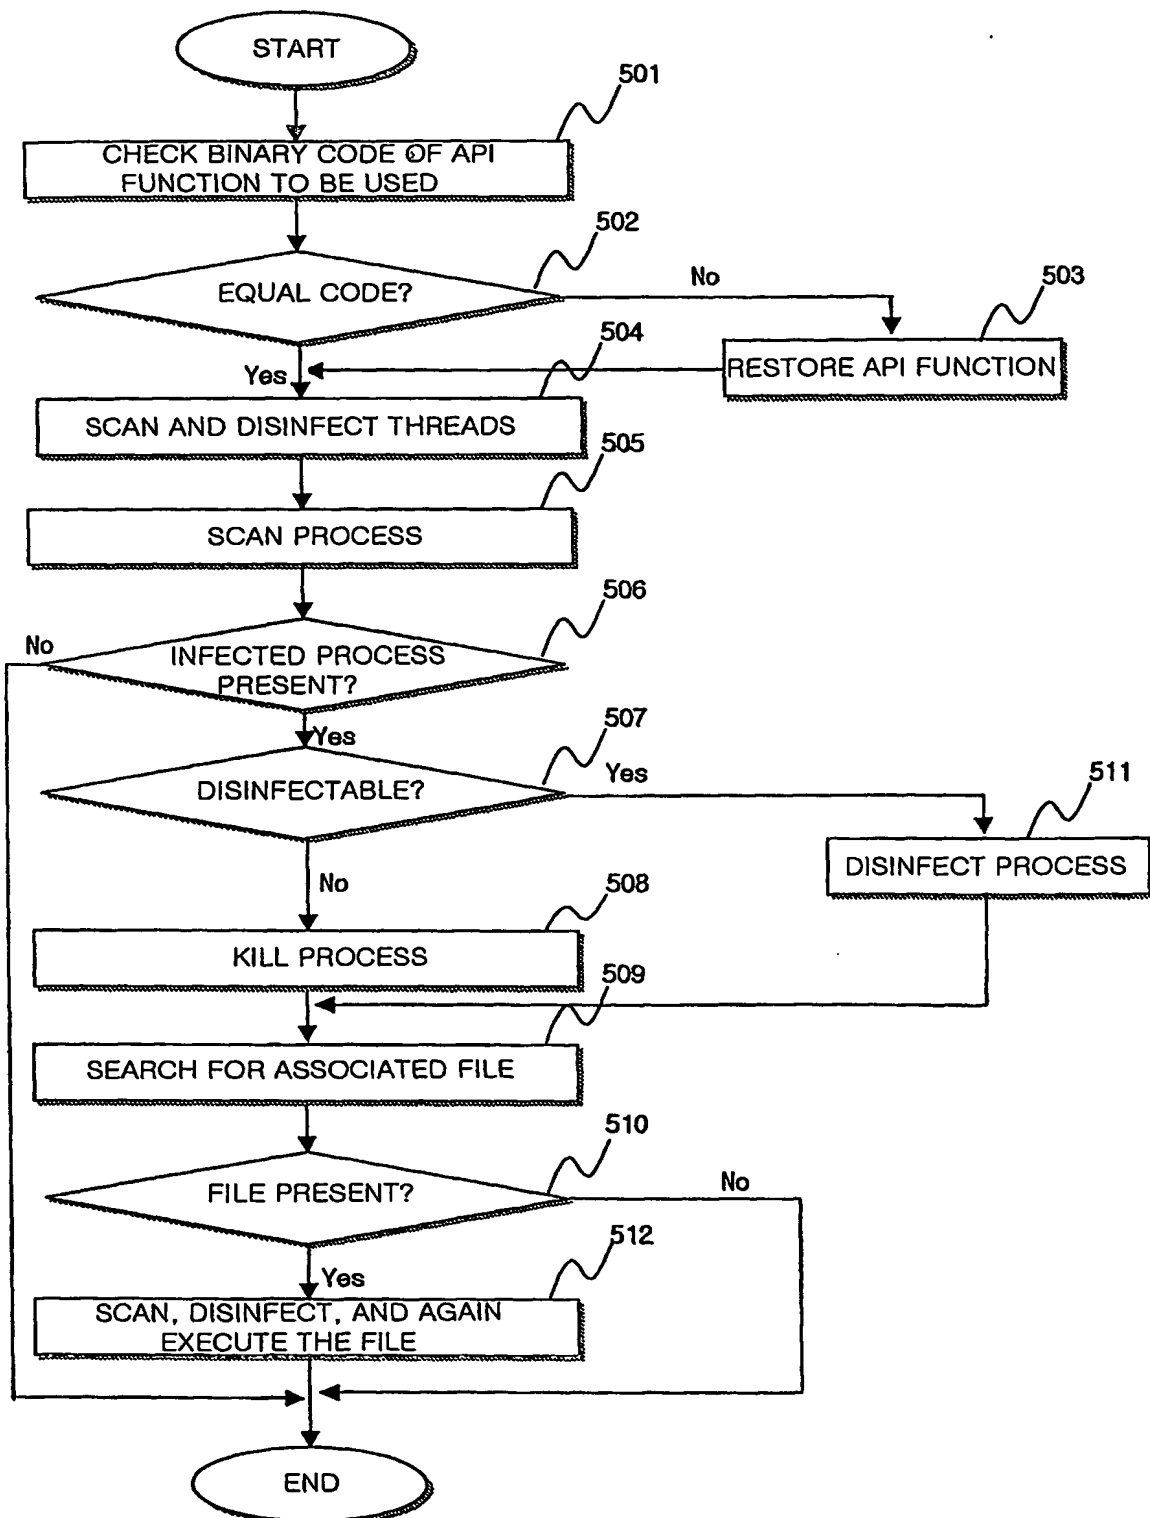 START
501
CHECK BINARY CODE OF API
FUNCTION TO BE USED
502
EQUAL CODE?
No
503
504
RESTORE API FUNCTION
Yes
SCAN AND DISINFECT THREADS
505
SCAN PROCESS
506
No
INFECTED PROCESS
PRESENT?
507
Yes
DISINFECTABLE?
Yes
511
DISINFECT PROCESS
No
508
KILL PROCESS
509
SEARCH FOR ASSOCIATED FILE
510
FILE PRESENT?
No
512
Yes
SCAN, DISINFECT, AND AGAIN
EXECUTE THE FILE
END